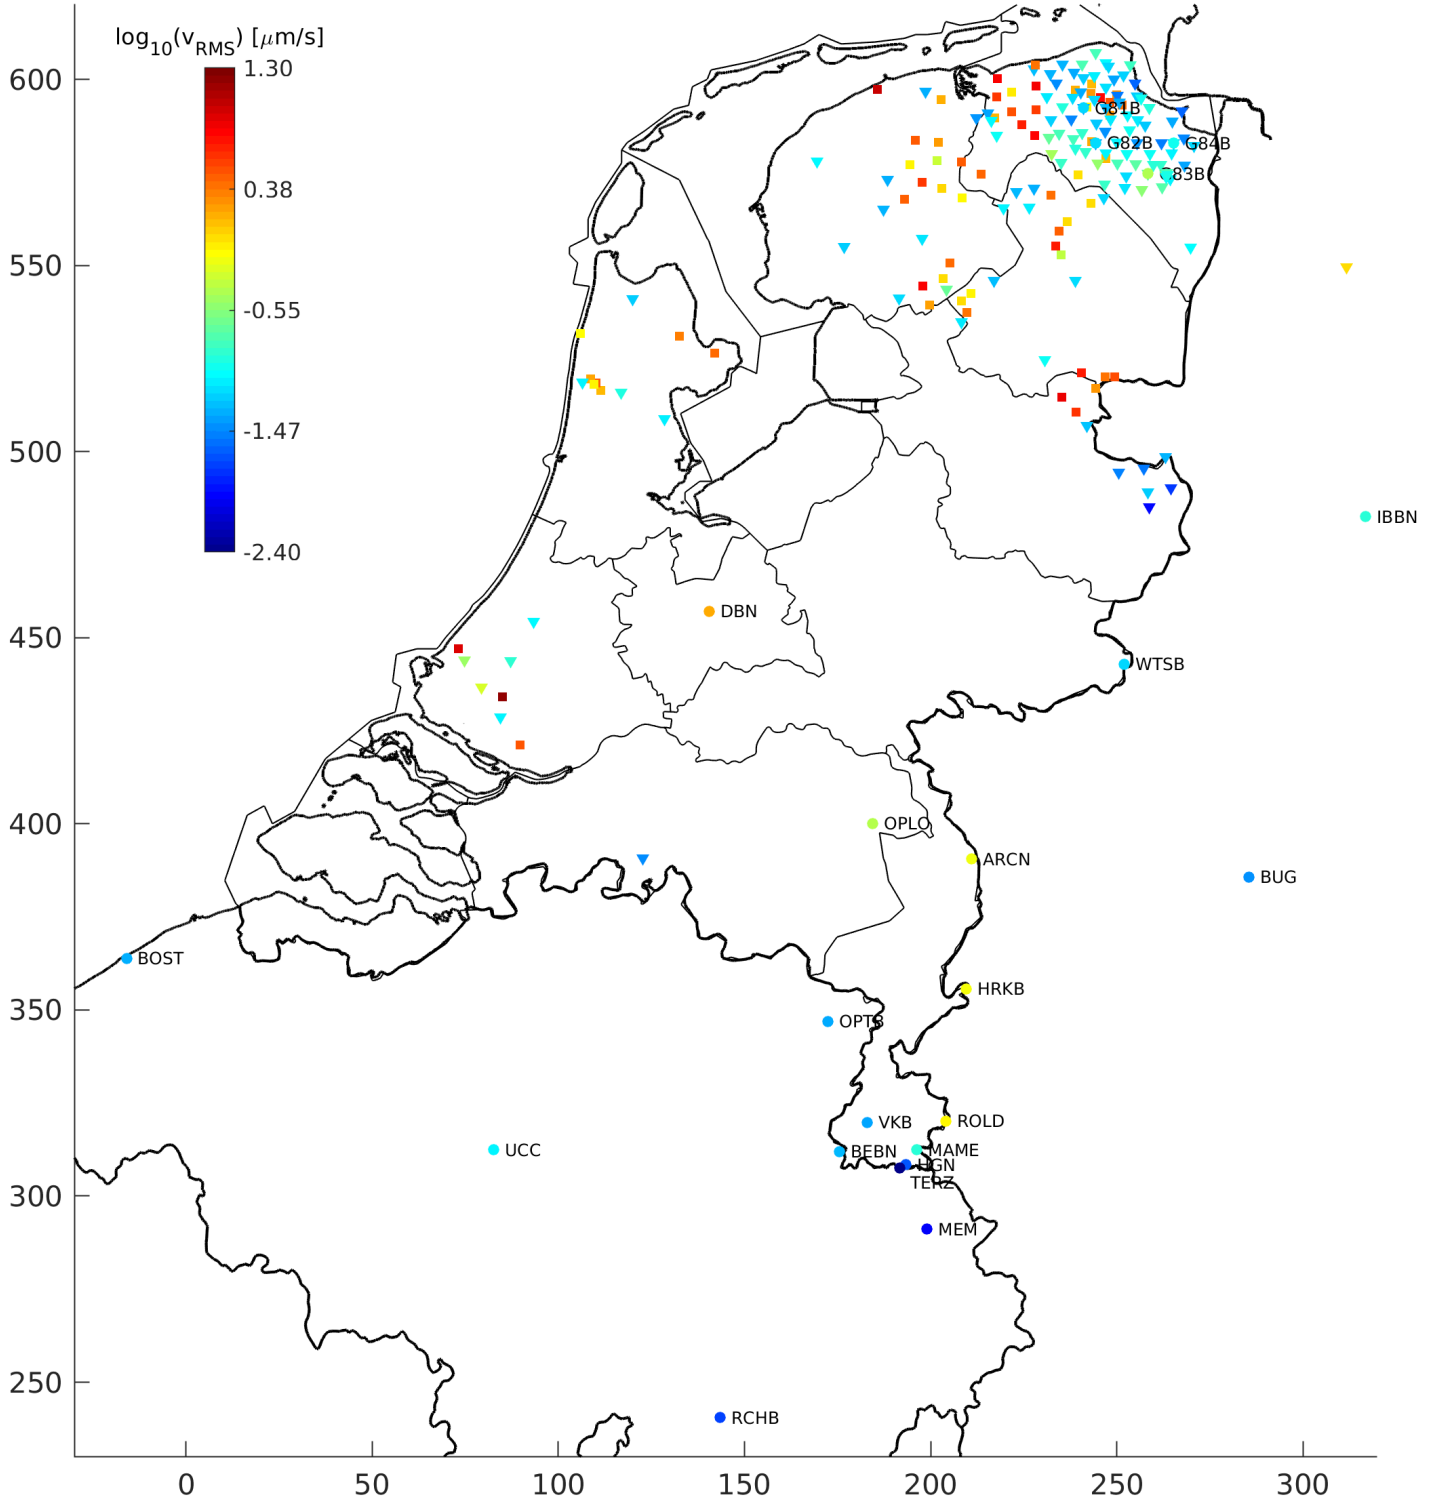 log10(vRMS) [μm/s]
1.30
0.38
-0.55
-1.47
-2.40
600
550
500
450
400
350
300
250
0
50
100
150
200
250
300
G81B
G82B
G84B
G83B
IBBN
DBN
WTSB
OPLO
ARCN
BUG
BOST
HRKB
OPTB
VKB
ROLD
UCC
BEBN
MAME
HGN
TERZ
MEM
RCHB